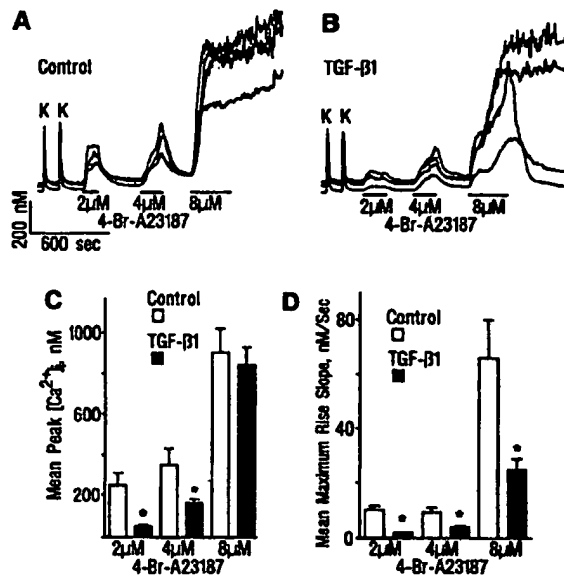 A
Control
K K
2µM 4µM 8µM
4-Br-A23187
200 nM
600 sec
B
TGF-β1
K K
2µM 4µM 8µM
4-Br-A23187
C
Control
TGF-β1
Mean Peak [Ca²⁺]ᵢ, nM
1000
600
200
2µM 4µM 8µM
4-Br-A23187
* *
D
Control
TGF-β1
Mean Maximum Rise Slope, nM/Sec
80
40
0
2µM 4µM 8µM
4-Br-A23187
* * *